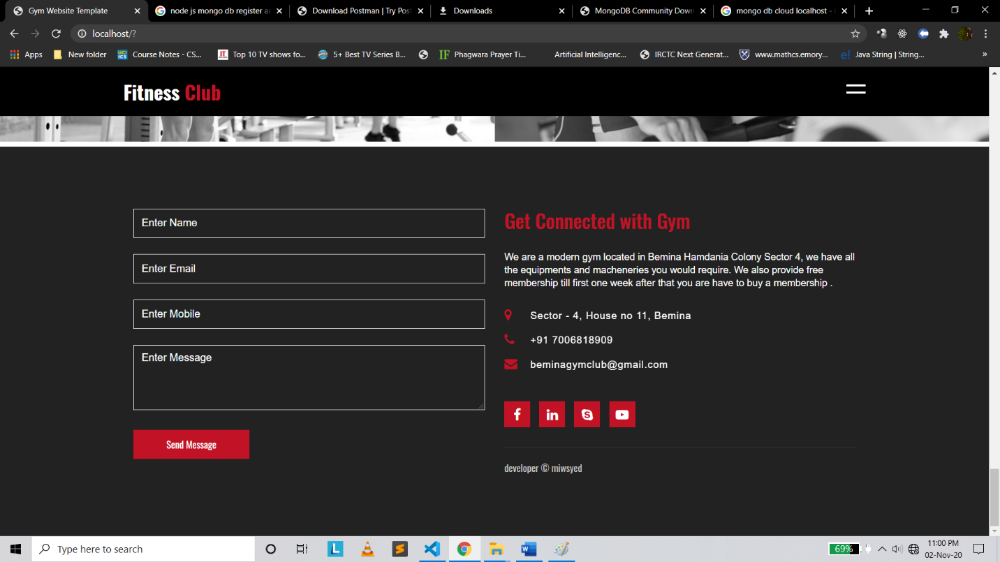 Gym Website Template
node js mongo db register a
Download Postman | Try Post
Downloads
MongoDB Community Down
mongo db cloud localhost -
localhost/?
Apps
New folder
UCI ICS
Course Notes - CS...
IT
Top 10 TV shows fo...
5+ Best TV Series B...
IF
Phagwara Prayer Ti...
Artificial Intelligenc...
IRCTC Next Generat...
www.mathcs.emory...
e!
Java String | String...
»
Fitness Club
Enter Name
Enter Email
Enter Mobile
Enter Message
Send Message
Get Connected with Gym
We are a modern gym located in Bemina Hamdania Colony Sector 4, we have all
the equipments and macheneries you would require. We also provide free
membership till first one week after that you are have to buy a membership .
Sector - 4, House no 11, Bemina
+91 7006818909
beminagymclub@gmail.com
developer © miwsyed
Type here to search
L
69%
11:00 PM
02-Nov-20